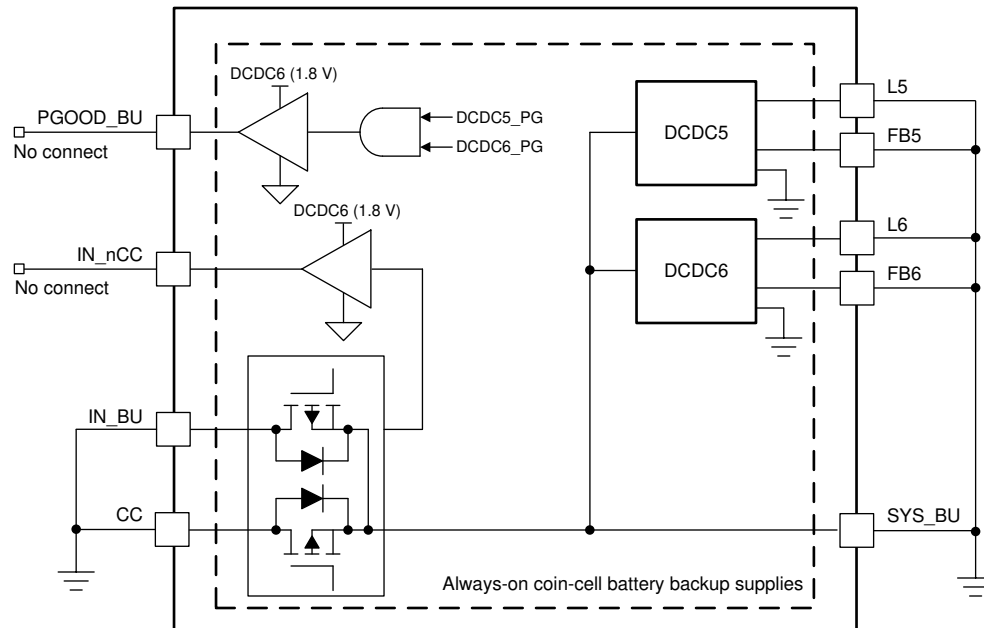 DCDC6 (1.8 V)
PGOOD_BU
No connect
DCDC5_PG
DCDC6_PG
DCDC5
L5
FB5
DCDC6 (1.8 V)
IN_nCC
No connect
DCDC6
L6
FB6
IN_BU
CC
SYS_BU
Always-on coin-cell battery backup supplies